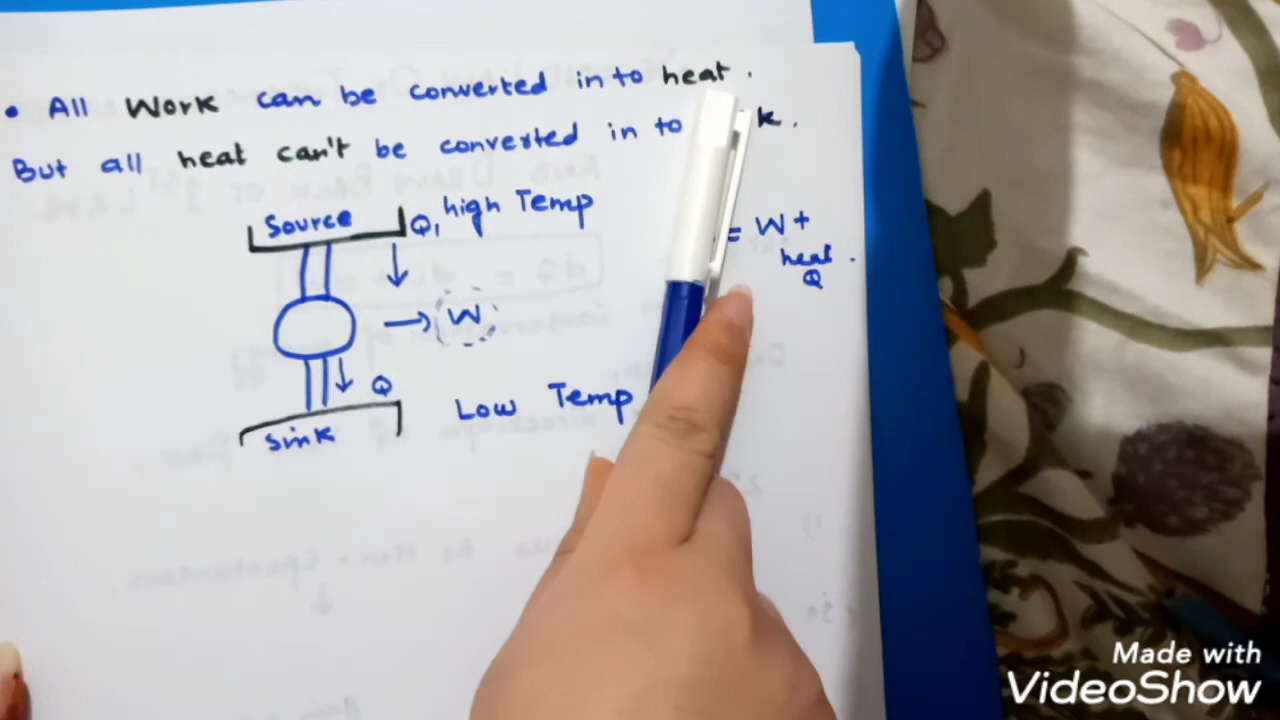 • All Work can be converted in to heat.
But all heat can't be converted in to k.
Source Q, high Temp
= W +
heat.
Q
→ W
Q
Low Temp
Sink
Made with
VideoShow